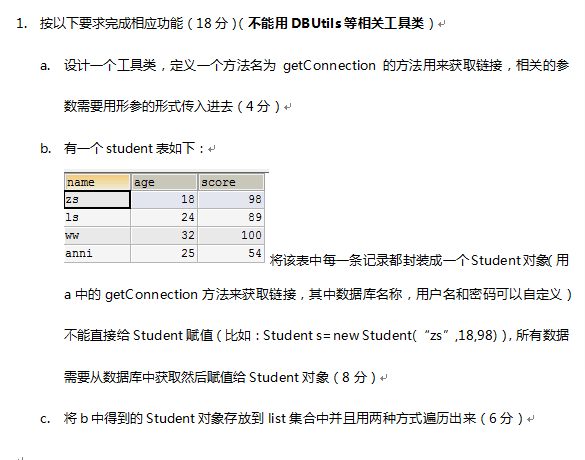 1. 按以下要求完成相应功能（18 分）（不能用 DBUtils 等相关工具类）
a. 设计一个工具类，定义一个方法名为 getConnection 的方法用来获取链接，相关的参
数需要用形参的形式传入进去（4 分）
b. 有一个 student 表如下：
name age score
zs 18 98
ls 24 89
ww 32 100
anni 25 54
将该表中每一条记录都封装成一个 Student 对象（用
a 中的 getConnection 方法来获取链接，其中数据库名称，用户名和密码可以自定义）
不能直接给 Student 赋值（比如：Student s= new Student(“zs”,18,98)），所有数据
需要从数据库中获取然后赋值给 Student 对象（8 分）
c. 将 b 中得到的 Student 对象存放到 list 集合中并且用两种方式遍历出来（6 分）